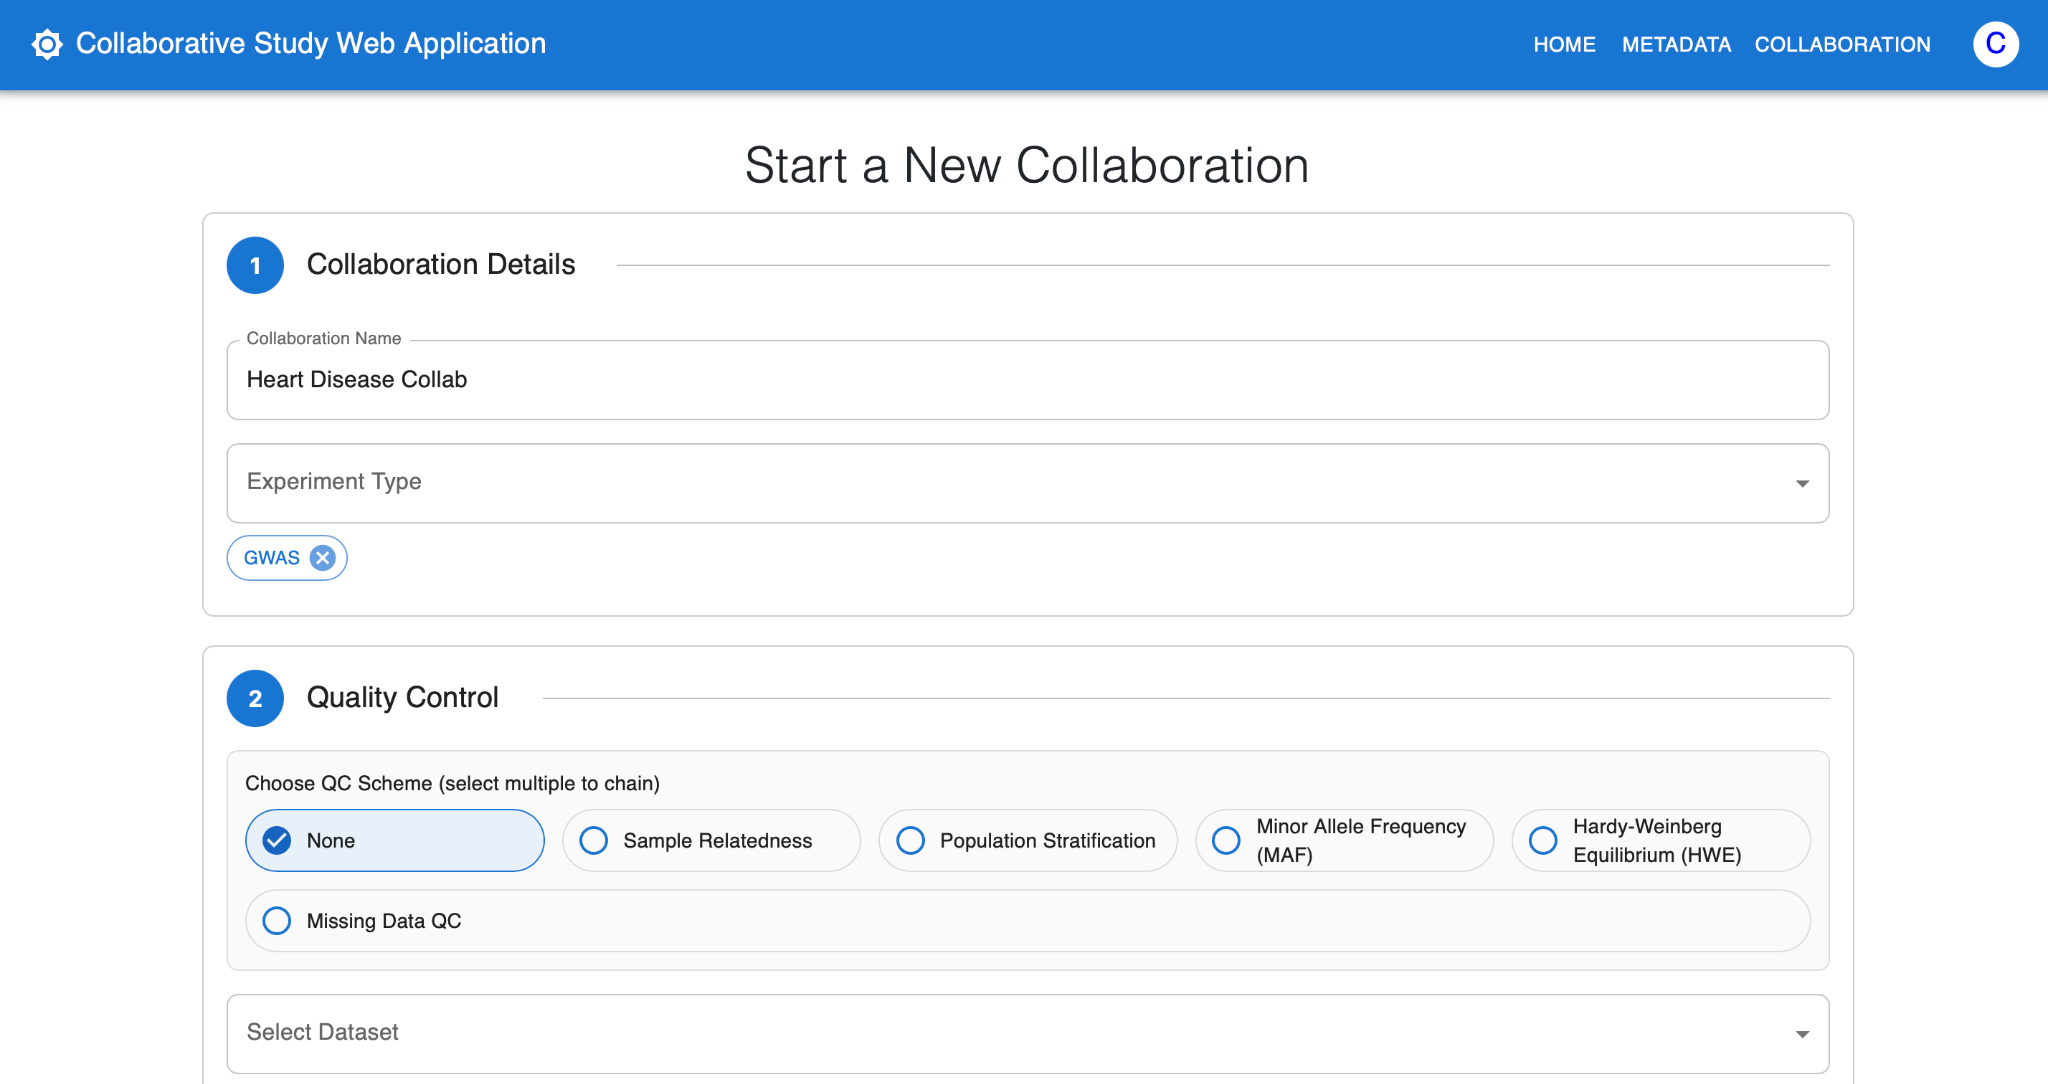 Collaborative Study Web Application
HOME METADATA COLLABORATION C
Start a New Collaboration
1 Collaboration Details
Collaboration Name
Heart Disease Collab
Experiment Type
GWAS
2 Quality Control
Choose QC Scheme (select multiple to chain)
None
Sample Relatedness
Population Stratification
Minor Allele Frequency
(MAF)
Hardy-Weinberg
Equilibrium (HWE)
Missing Data QC
Select Dataset